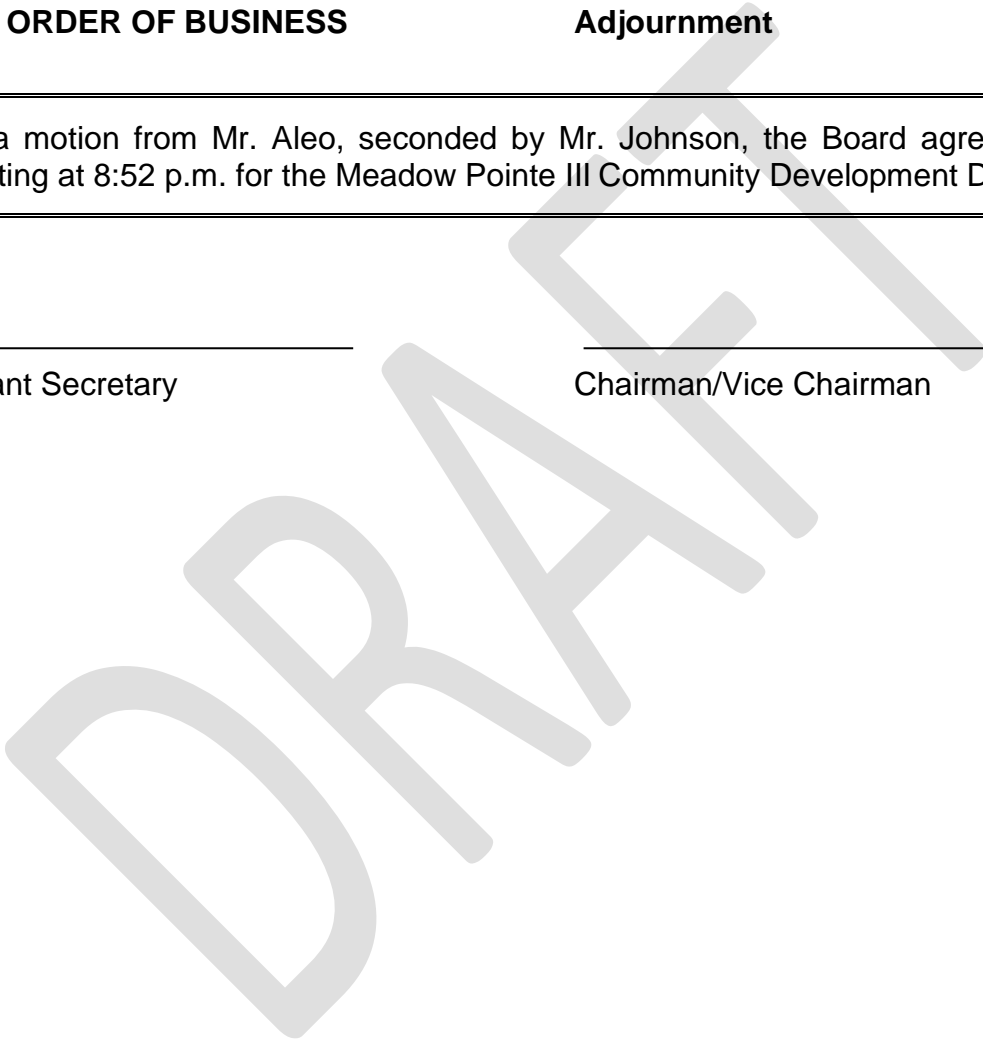 ORDER OF BUSINESS Adjournment
a motion from Mr. Aleo, seconded by Mr. Johnson, the Board agre
ting at 8:52 p.m. for the Meadow Pointe III Community Development D
ant Secretary Chairman/Vice Chairman
DRAFT